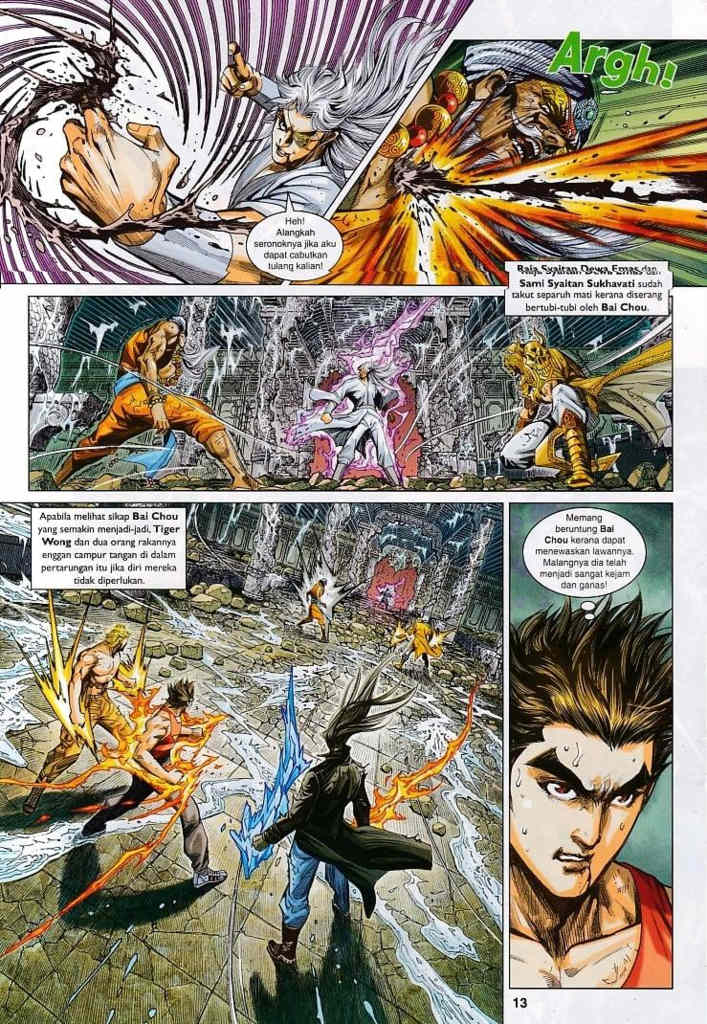 Argh!
Heh!
Alangkah
seronoknya jika aku
dapat cabutkan
tulang kalian!
Raja Syaitan Dewa Emas dan
Sami Syaitan Sukhavati sudah
takut separuh mati kerana diserang
bertubi-tubi oleh Bai Chou.
Apabila melihat sikap Bai Chou
yang semakin menjadi-jadi, Tiger
Wong dan dua orang rakannya
enggan campur tangan di dalam
pertarungan itu jika diri mereka
tidak diperlukan.
Memang
beruntung Bai
Chou kerana dapat
menewaskan lawannya.
Malangnya dia telah
menjadi sangat kejam
dan ganas!
13